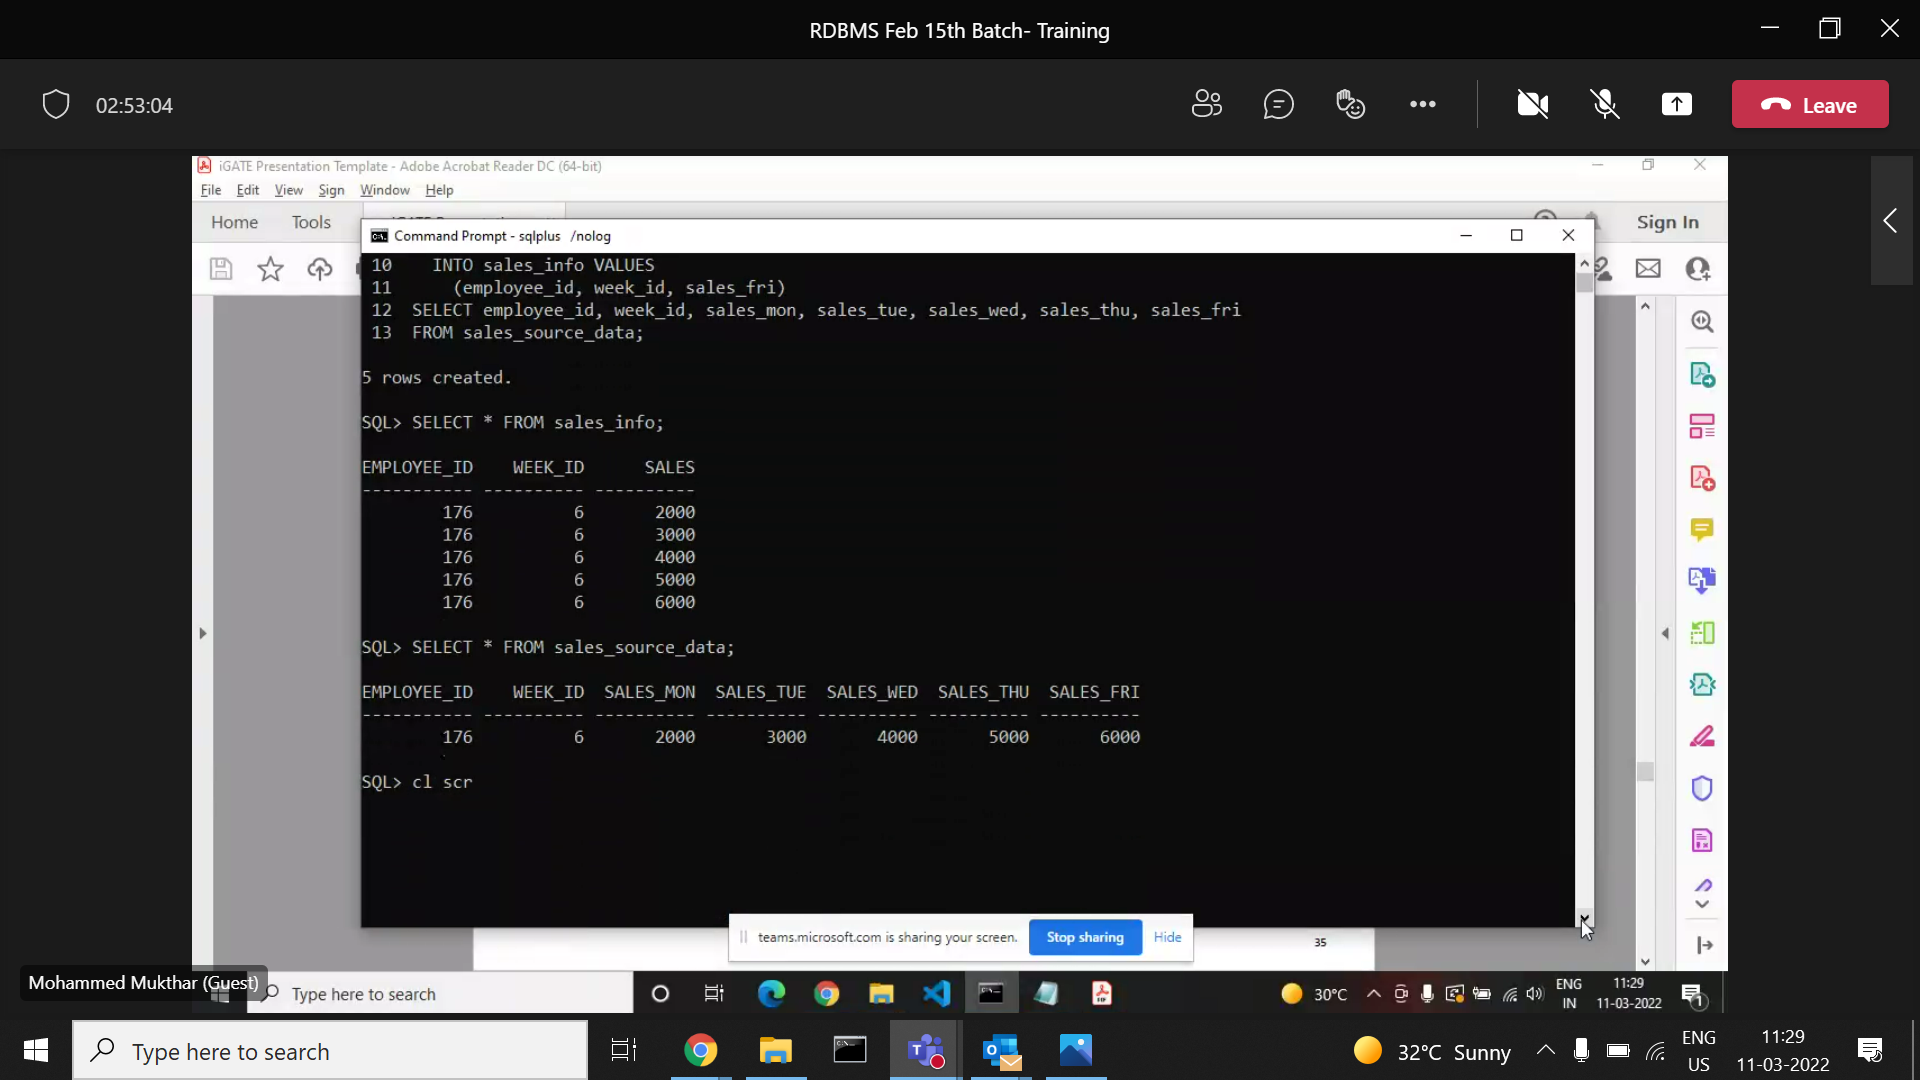 RDBMS Feb 15th Batch- Training
02:53:04
Leave
iGATE Presentation Template - Adobe Acrobat Reader DC (64-bit)
File Edit View Sign Window Help
Home Tools
Sign In
Command Prompt - sqlplus /nolog
10 INTO sales_info VALUES
11 (employee_id, week_id, sales_fri)
12 SELECT employee_id, week_id, sales_mon, sales_tue, sales_wed, sales_thu, sales_fri
13 FROM sales_source_data;
5 rows created.
SQL> SELECT * FROM sales_info;
EMPLOYEE_ID WEEK_ID SALES
----------- ---------- ----------
176 6 2000
176 6 3000
176 6 4000
176 6 5000
176 6 6000
SQL> SELECT * FROM sales_source_data;
EMPLOYEE_ID WEEK_ID SALES_MON SALES_TUE SALES_WED SALES_THU SALES_FRI
----------- ---------- ---------- ---------- ---------- ---------- ----------
176 6 2000 3000 4000 5000 6000
SQL> cl scr
teams.microsoft.com is sharing your screen. Stop sharing Hide
35
Mohammed Mukthar (Guest)
Type here to search
30°C
ENG
IN
11:29
11-03-2022
1
Type here to search
32°C Sunny
ENG
US
11:29
11-03-2022